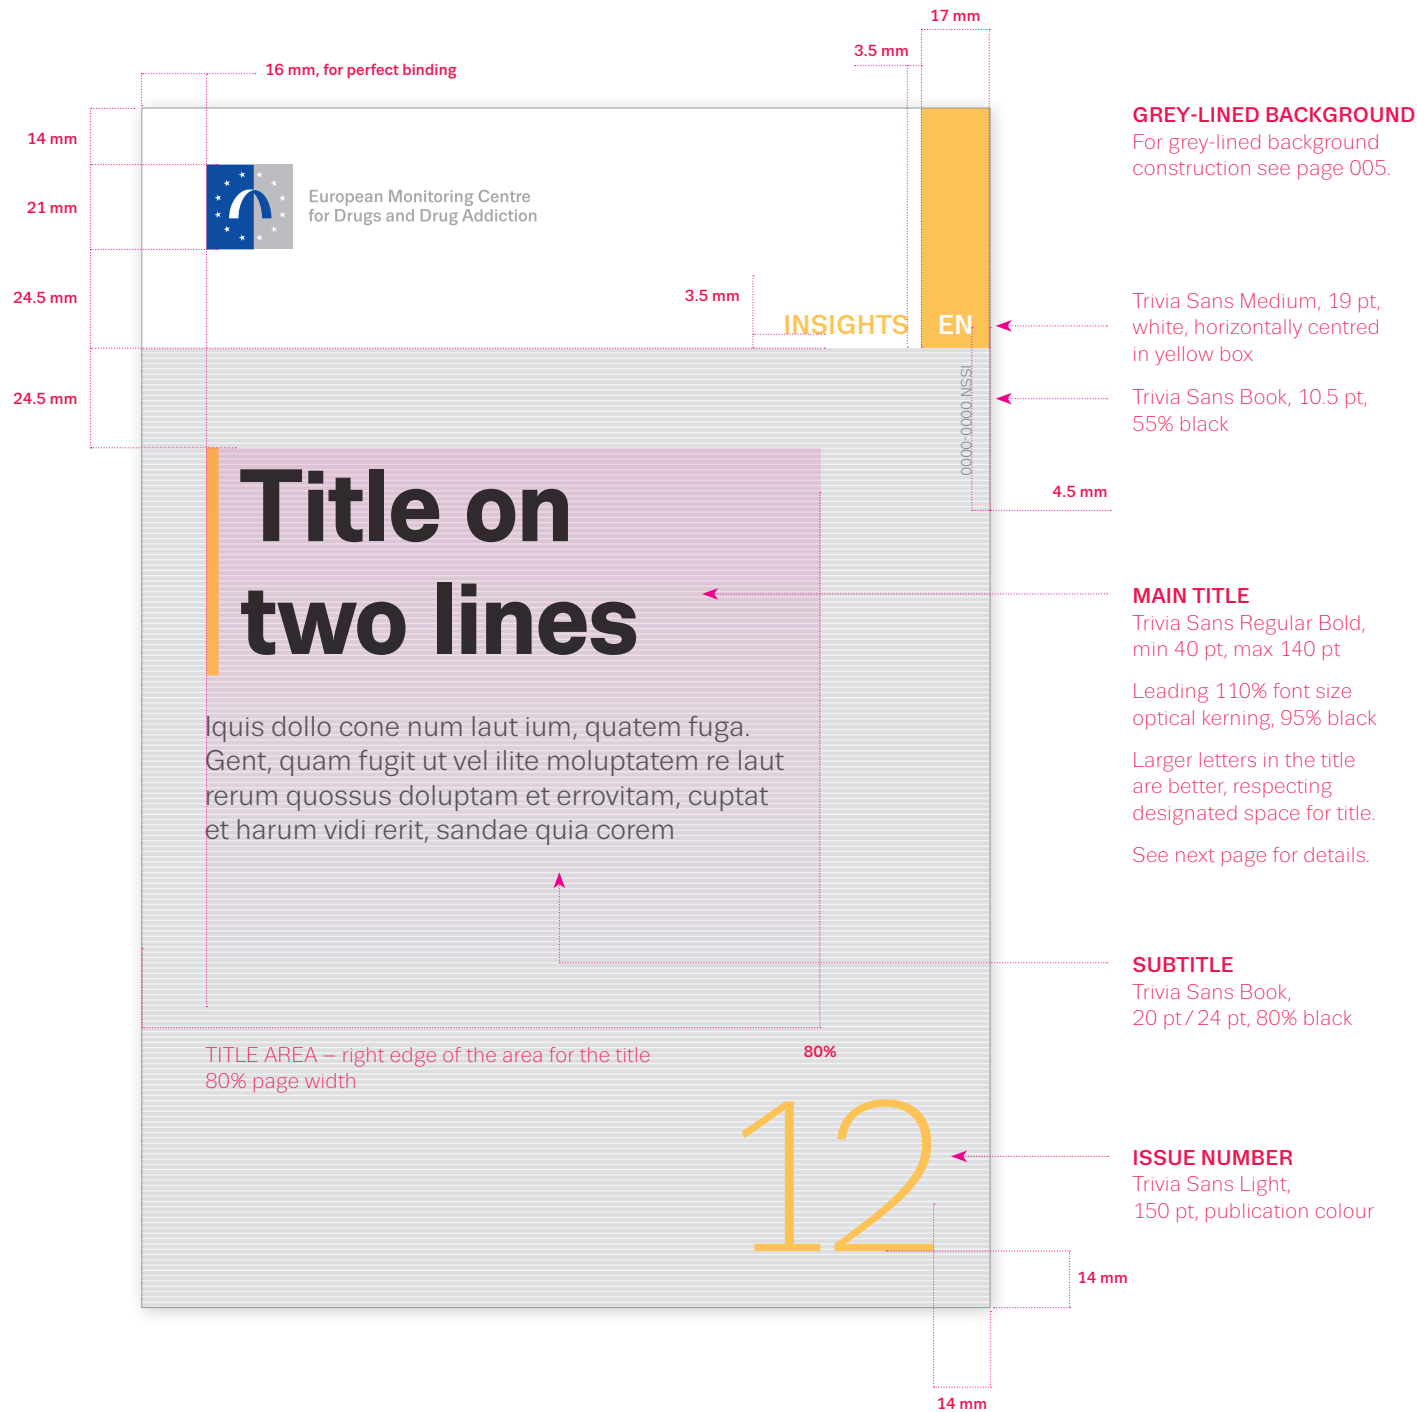 17 mm
3.5 mm
16 mm, for perfect binding
14 mm
21 mm
24.5 mm
24.5 mm
European Monitoring Centre
for Drugs and Drug Addiction
3.5 mm
INSIGHTS
EN
ISSN 0000-0000
4.5 mm
Title on
two lines
Iquis dollo cone num laut ium, quatem fuga.
Gent, quam fugit ut vel ilite moluptatem re laut
rerum quossus doluptam et errovitam, cuptat
et harum vidi rerit, sandae quia corem
TITLE AREA – right edge of the area for the title
80% page width
80%
12
14 mm
14 mm
GREY-LINED BACKGROUND
For grey-lined background
construction see page 005.
Trivia Sans Medium, 19 pt,
white, horizontally centred
in yellow box
Trivia Sans Book, 10.5 pt,
55% black
MAIN TITLE
Trivia Sans Regular Bold,
min 40 pt, max 140 pt
Leading 110% font size
optical kerning, 95% black
Larger letters in the title
are better, respecting
designated space for title.
See next page for details.
SUBTITLE
Trivia Sans Book,
20 pt / 24 pt, 80% black
ISSUE NUMBER
Trivia Sans Light,
150 pt, publication colour